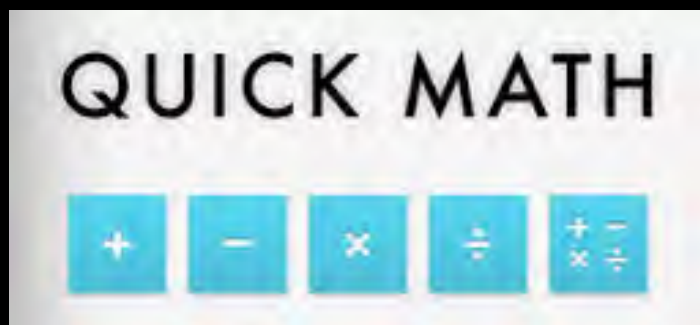 QUICK MATH
+ − × ÷ + − × ÷